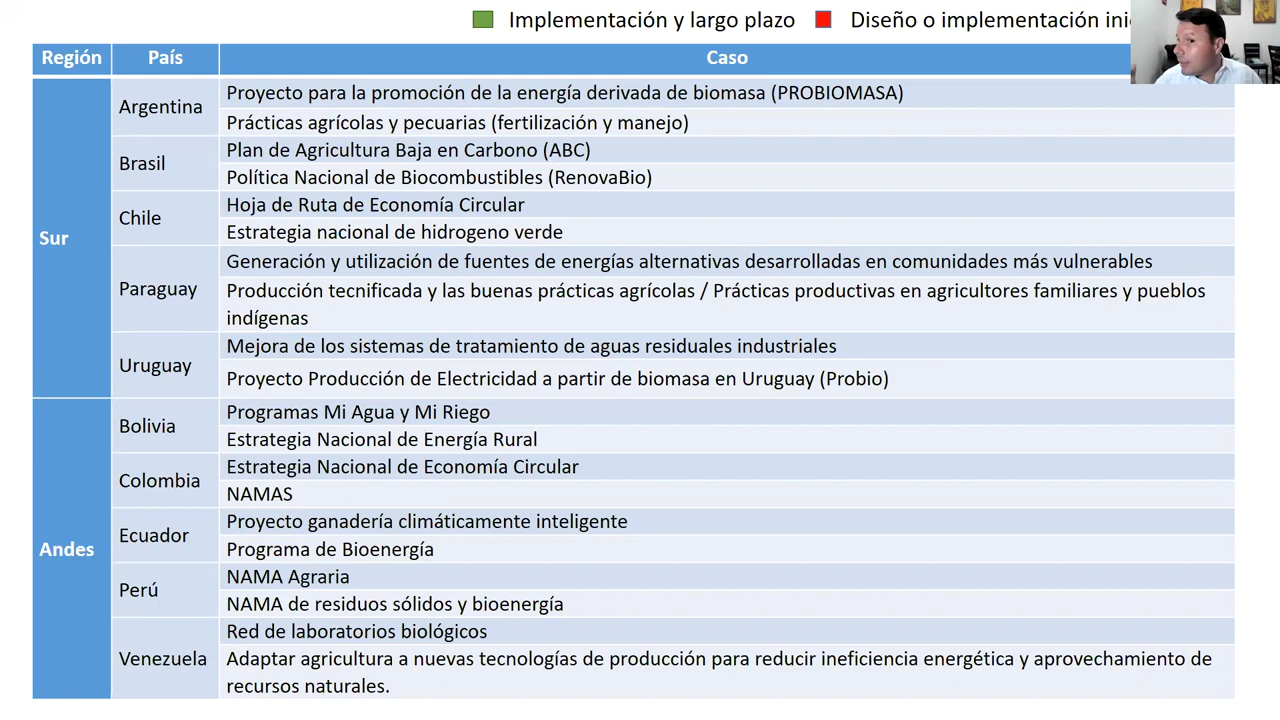 Implementación y largo plazo Diseño o implementación
Región País Caso
Sur
Argentina
Proyecto para la promoción de la energía derivada de biomasa (PROBIOMASA)
Prácticas agrícolas y pecuarias (fertilización y manejo)
Brasil
Plan de Agricultura Baja en Carbono (ABC)
Política Nacional de Biocombustibles (RenovaBio)
Chile
Hoja de Ruta de Economía Circular
Estrategia nacional de hidrogeno verde
Paraguay
Generación y utilización de fuentes de energías alternativas desarrolladas en comunidades más vulnerables
Producción tecnificada y las buenas prácticas agrícolas / Prácticas productivas en agricultores familiares y pueblos
indígenas
Uruguay
Mejora de los sistemas de tratamiento de aguas residuales industriales
Proyecto Producción de Electricidad a partir de biomasa en Uruguay (Probio)
Andes
Bolivia
Programas Mi Agua y Mi Riego
Estrategia Nacional de Energía Rural
Colombia
Estrategia Nacional de Economía Circular
NAMAS
Ecuador
Proyecto ganadería climáticamente inteligente
Programa de Bioenergía
Perú
NAMA Agraria
NAMA de residuos sólidos y bioenergía
Venezuela
Red de laboratorios biológicos
Adaptar agricultura a nuevas tecnologías de producción para reducir ineficiencia energética y aprovechamiento de
recursos naturales.